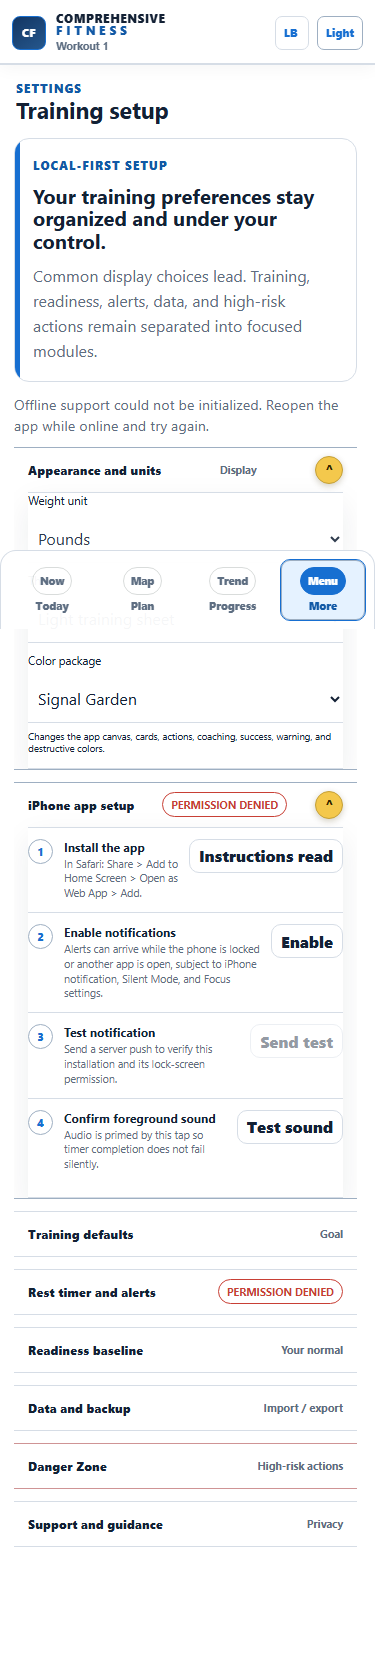 CF
COMPREHENSIVE
FITNESS
Workout 1
LB
Light
SETTINGS
Training setup
LOCAL-FIRST SETUP
Your training preferences stay
organized and under your
control.
Common display choices lead. Training,
readiness, alerts, data, and high-risk
actions remain separated into focused
modules.
Offline support could not be initialized. Reopen the
app while online and try again.
Appearance and units
Display
^
Weight unit
Pounds
Now
Today
Map
Plan
Trend
Progress
Menu
More
Light training sheet
Color package
Signal Garden
Changes the app canvas, cards, actions, coaching, success, warning, and
destructive colors.
iPhone app setup
PERMISSION DENIED
^
1
Install the app
In Safari: Share > Add to
Home Screen > Open as
Web App > Add.
Instructions read
2
Enable notifications
Alerts can arrive while the phone is locked
or another app is open, subject to iPhone
notification, Silent Mode, and Focus
settings.
Enable
3
Test notification
Send a server push to verify this
installation and its lock-screen
permission.
Send test
4
Confirm foreground sound
Audio is primed by this tap so
timer completion does not fail
silently.
Test sound
Training defaults
Goal
Rest timer and alerts
PERMISSION DENIED
Readiness baseline
Your normal
Data and backup
Import / export
Danger Zone
High-risk actions
Support and guidance
Privacy